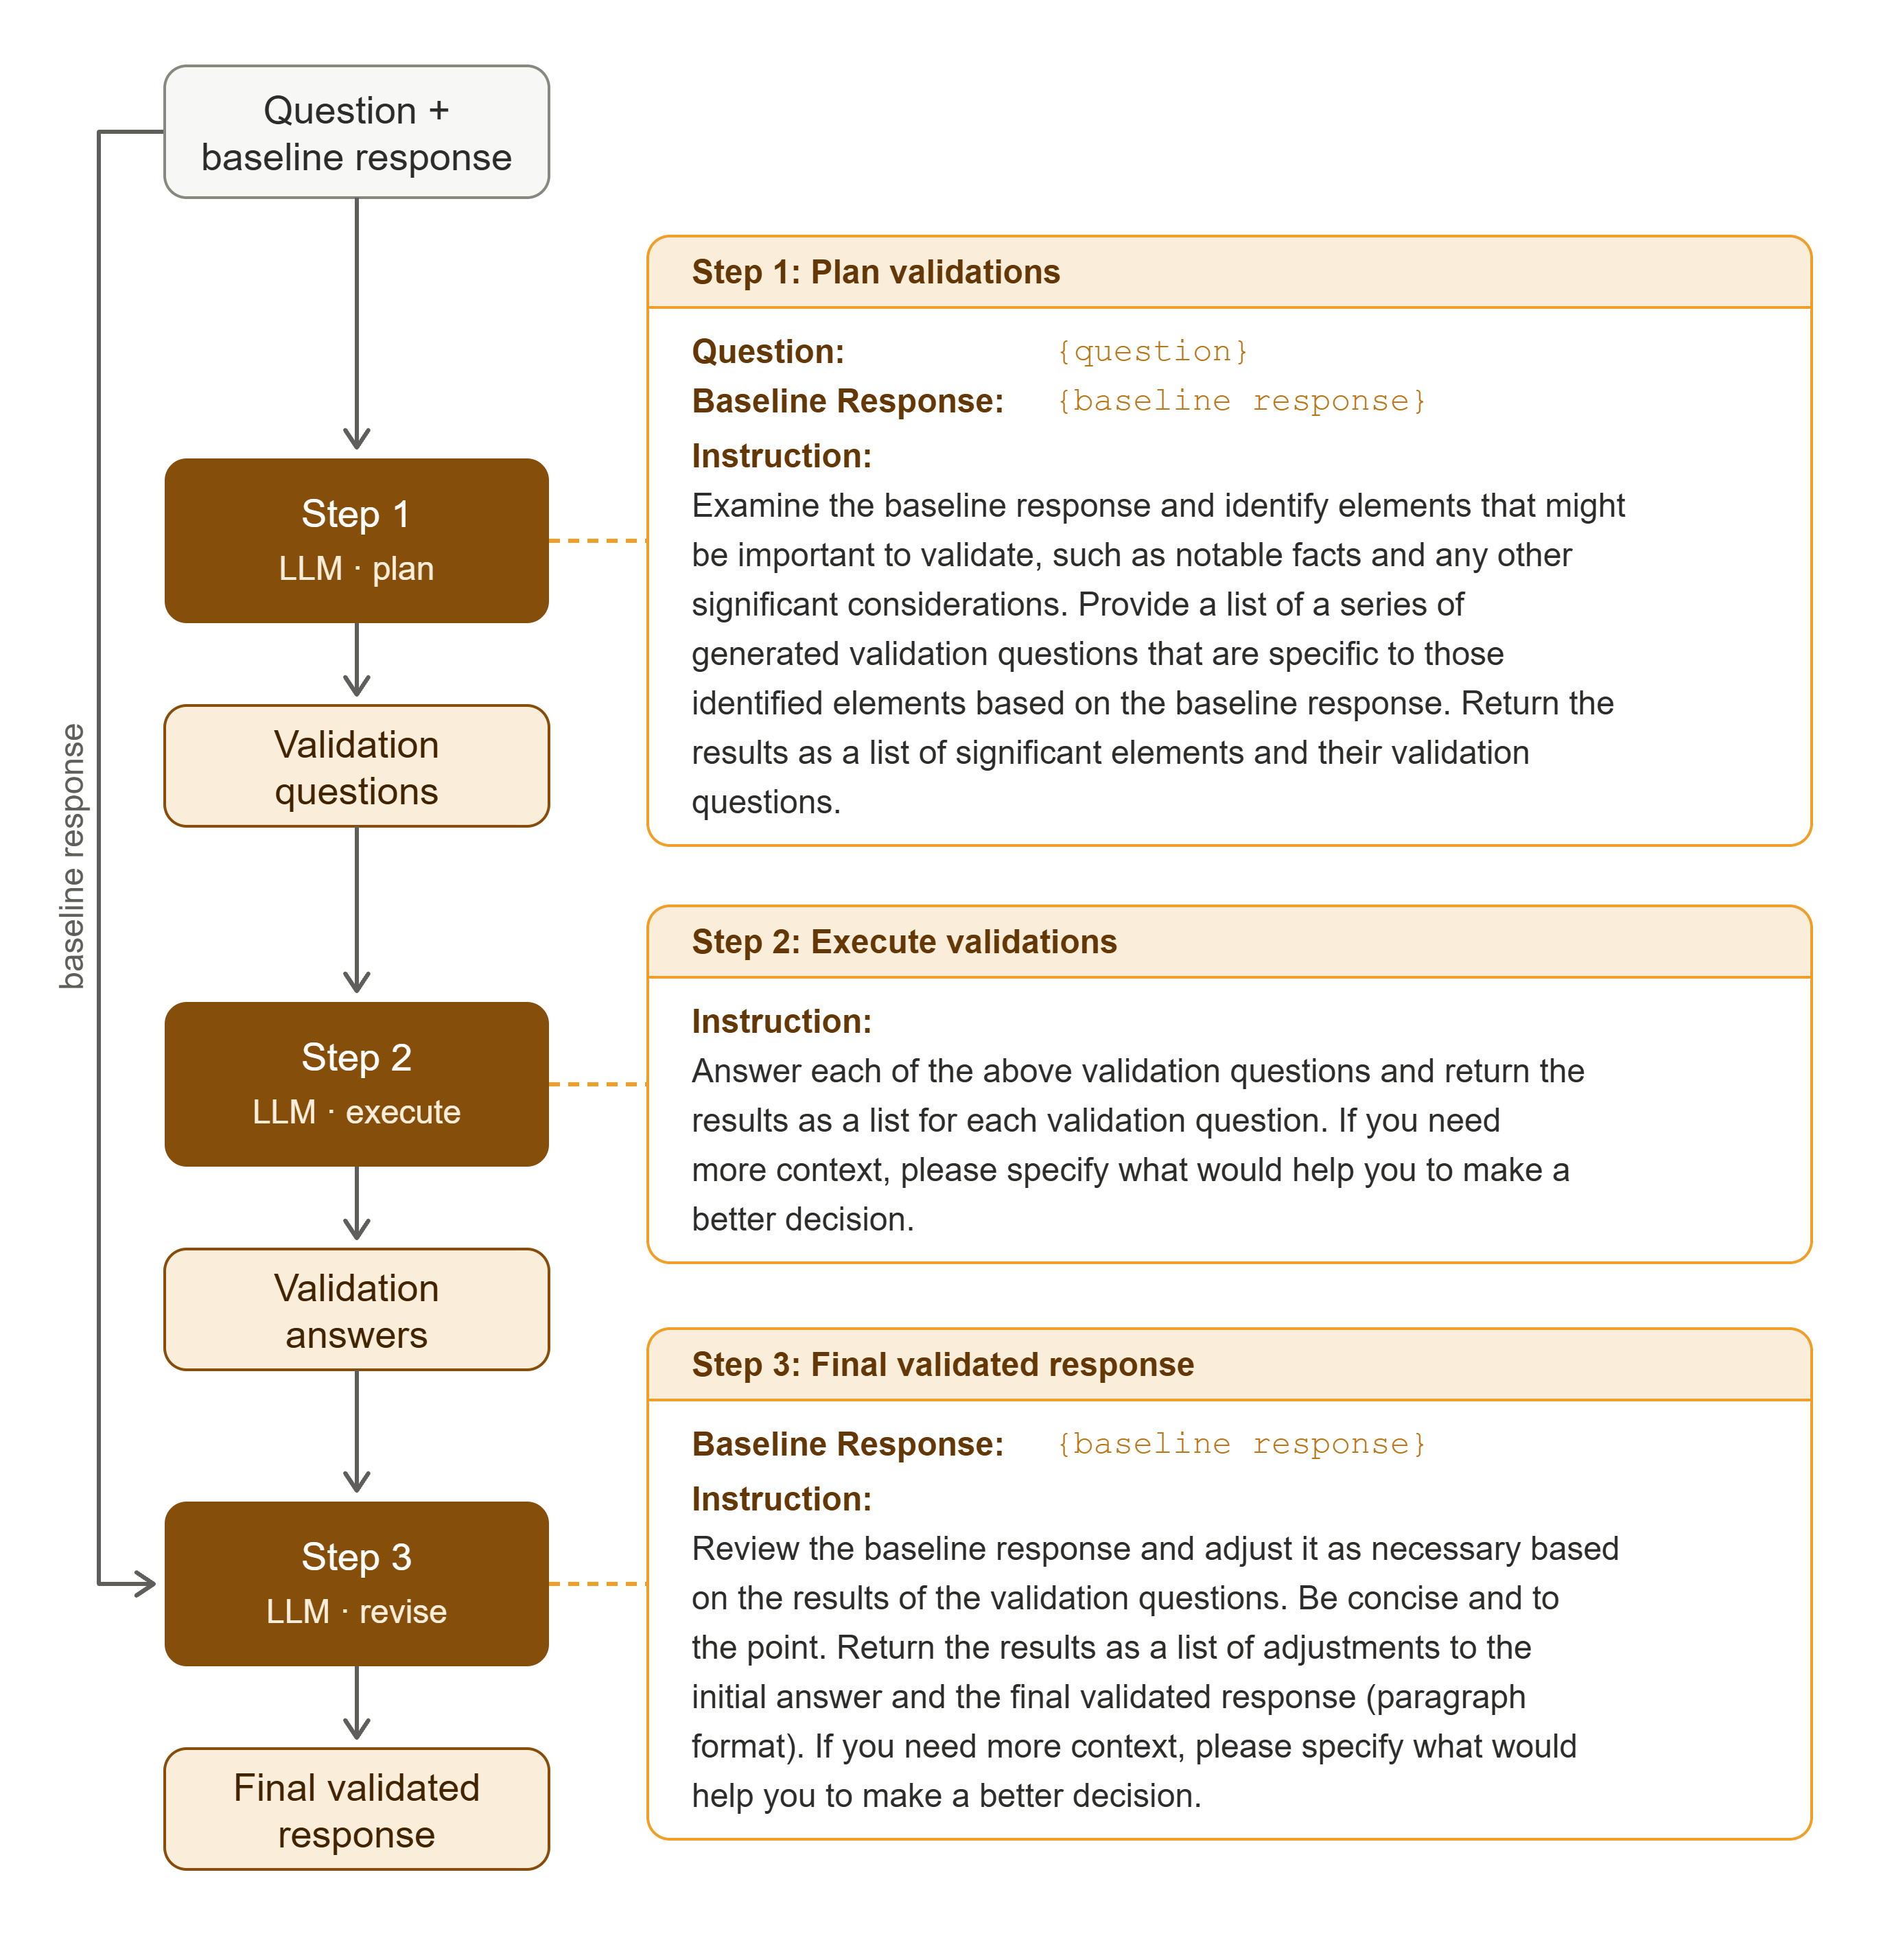 Question +
baseline response
baseline response
Step 1
LLM · plan
Validation
questions
Step 2
LLM · execute
Validation
answers
Step 3
LLM · revise
Final validated
response
Step 1: Plan validations
Question: {question}
Baseline Response: {baseline response}
Instruction:
Examine the baseline response and identify elements that might
be important to validate, such as notable facts and any other
significant considerations. Provide a list of a series of
generated validation questions that are specific to those
identified elements based on the baseline response. Return the
results as a list of significant elements and their validation
questions.
Step 2: Execute validations
Instruction:
Answer each of the above validation questions and return the
results as a list for each validation question. If you need
more context, please specify what would help you to make a
better decision.
Step 3: Final validated response
Baseline Response: {baseline response}
Instruction:
Review the baseline response and adjust it as necessary based
on the results of the validation questions. Be concise and to
the point. Return the results as a list of adjustments to the
initial answer and the final validated response (paragraph
format). If you need more context, please specify what would
help you to make a better decision.